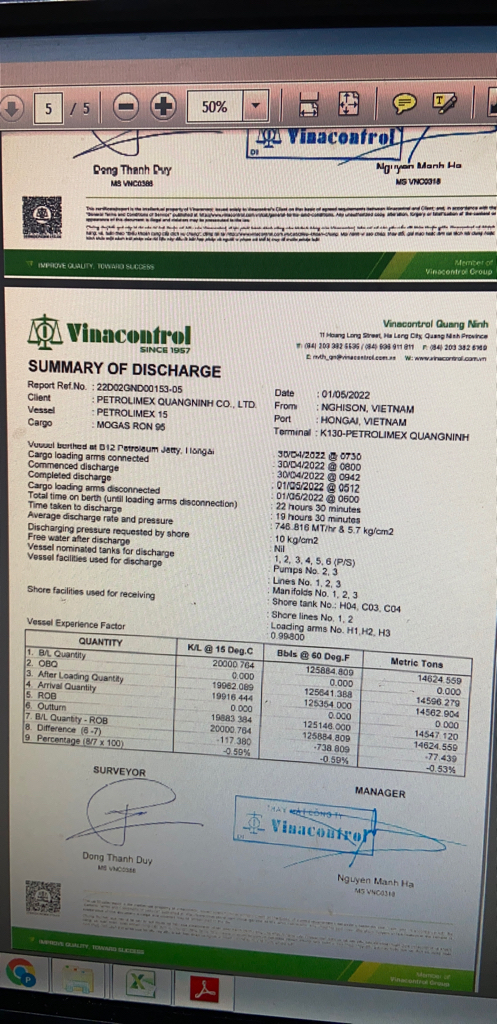 5 / 5
50%
Vinacontrol
Dong Thanh Duy
MS VNC0366
Nguyen Manh Ha
MS VNC0318
IMPROVE QUALITY, TOWARD SUCCESS
Member of
Vinacontrol Group
Vinacontrol
SINCE 1957
Vinacontrol Quang Ninh
11 Hoang Long Street, Ha Long City, Quang Ninh Province
SUMMARY OF DISCHARGE
Report Ref.No. : 22D02GND00153-05
Client : PETROLIMEX QUANGNINH CO., LTD.
Vessel : PETROLIMEX 15
Cargo : MOGAS RON 95
Date : 01/05/2022
From : NGHISON, VIETNAM
Port : HONGAI, VIETNAM
Terminal : K130-PETROLIMEX QUANGNINH
Vessel berthed at B12 Petroleum Jetty, Hongai : 30/04/2022 @ 0730
Cargo loading arms connected : 30/04/2022 @ 0800
Commenced discharge : 30/04/2022 @ 0942
Completed discharge : 01/05/2022 @ 0512
Cargo loading arms disconnected : 01/05/2022 @ 0600
Total time on berth (until loading arms disconnection) : 22 hours 30 minutes
Time taken to discharge : 19 hours 30 minutes
Average discharge rate and pressure : 746.816 MT/hr & 5.7 kg/cm2
Discharging pressure requested by shore : 10 kg/cm2
Free water after discharge : Nil
Vessel nominated tanks for discharge : 1, 2, 3, 4, 5, 6 (P/S)
Vessel facilities used for discharge : Pumps No. 2, 3
: Lines No. 1, 2, 3
: Manifolds No. 1, 2, 3
Shore facilities used for receiving : Shore tank No.: H04, C03, C04
: Shore lines No. 1, 2
: Loading arms No. H1, H2, H3
Vessel Experience Factor : 0.99800
QUANTITY K/L @ 15 Deg.C Bbls @ 60 Deg.F Metric Tons
1. B/L Quantity 20000.764 125884.809 14624.559
2. OBQ 0.000 0.000 0.000
3. After Loading Quantity 19962.089 125641.388 14596.279
4. Arrival Quantity 19916.444 125354.000 14562.904
5. ROB 0.000 0.000 0.000
6. Outturn 19883.384 125146.000 14547.120
7. B/L Quantity - ROB 20000.764 125884.809 14624.559
8. Difference (6-7) -117.380 -738.809 -77.439
9. Percentage (8/7 x 100) -0.59% -0.59% -0.53%
SURVEYOR
MANAGER
Vinacontrol
Dong Thanh Duy
Nguyen Manh Ha
MS VNC0318
IMPROVE QUALITY, TOWARD SUCCESS
Member of
Vinacontrol Group